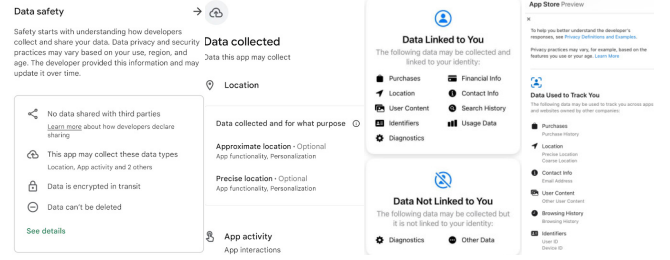 Data safety
Safety starts with understanding how developers
collect and share your data. Data privacy and security
practices may vary based on your use, region, and
age. The developer provided this information and may
update it over time.
No data shared with third parties
Learn more about how developers declare
sharing
This app may collect these data types
Location, App activity and 2 others
Data is encrypted in transit
Data can't be deleted
See details
Data collected
Data this app may collect
Location
Data collected and for what purpose
Approximate location · Optional
App functionality, Personalization
Precise location · Optional
App functionality, Personalization
App activity
App interactions
Data Linked to You
The following data may be collected and
linked to your identity:
Purchases
Financial Info
Location
Contact Info
User Content
Search History
Identifiers
Usage Data
Diagnostics
Data Not Linked to You
The following data may be collected but
it is not linked to your identity:
Diagnostics
Other Data
App Store Preview
To help you better understand the developer's
responses, see Privacy Definitions and Examples.
Privacy practices may vary, for example, based on the
features you use or your age. Learn More
Data Used to Track You
The following data may be used to track you across apps
and websites owned by other companies:
Purchases
Purchase History
Location
Precise Location
Coarse Location
Contact Info
Email Address
User Content
Other User Content
Browsing History
Browsing History
Identifiers
User ID
Device ID